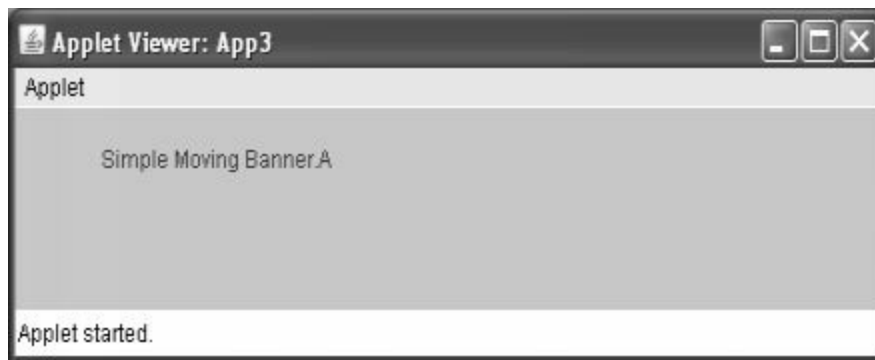 Applet Viewer: App3
Applet
Simple Moving Banner.A
Applet started.